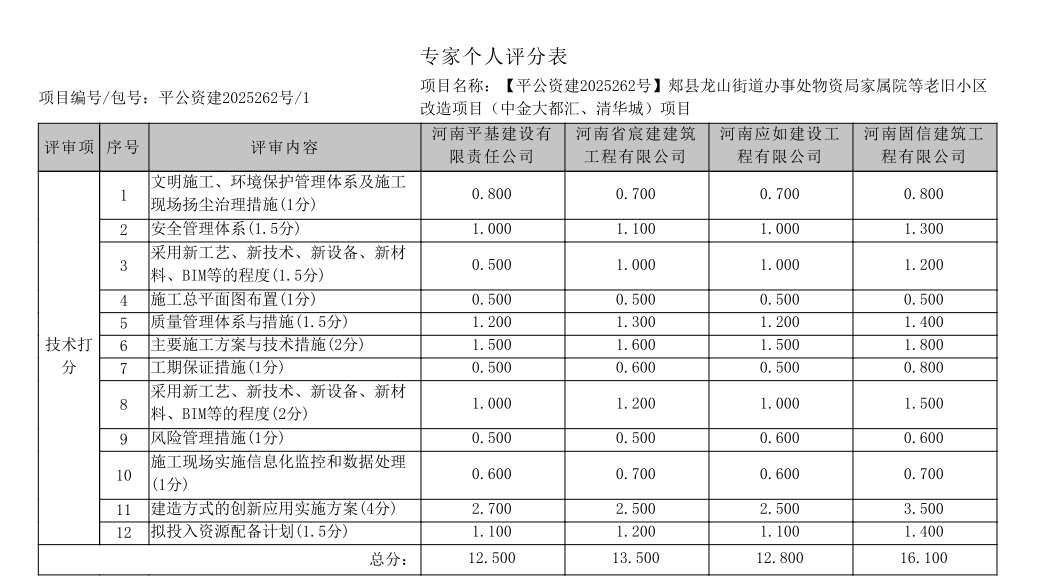 专家个人评分表
项目编号/包号：平公资建2025262号/1
项目名称：【平公资建2025262号】郏县龙山街道办事处物资局家属院等老旧小区
改造项目（中金大都汇、清华城）项目
评审项 序号 评审内容 河南平基建设有限责任公司 河南省宸建建筑工程有限公司 河南应如建设工程有限公司 河南固信建筑工程有限公司
技术打分
1 文明施工、环境保护管理体系及施工现场扬尘治理措施(1分) 0.800 0.700 0.700 0.800
2 安全管理体系(1.5分) 1.000 1.100 1.000 1.300
3 采用新工艺、新技术、新设备、新材料、BIM等的程度(1.5分) 0.500 1.000 1.000 1.200
4 施工总平面图布置(1分) 0.500 0.500 0.500 0.500
5 质量管理体系与措施(1.5分) 1.200 1.300 1.200 1.400
6 主要施工方案与技术措施(2分) 1.500 1.600 1.500 1.800
7 工期保证措施(1分) 0.500 0.600 0.500 0.800
8 采用新工艺、新技术、新设备、新材料、BIM等的程度(2分) 1.000 1.200 1.000 1.500
9 风险管理措施(1分) 0.500 0.500 0.600 0.600
10 施工现场实施信息化监控和数据处理(1分) 0.600 0.700 0.600 0.700
11 建造方式的创新应用实施方案(4分) 2.700 2.500 2.500 3.500
12 拟投入资源配备计划(1.5分) 1.100 1.200 1.100 1.400
总分： 12.500 13.500 12.800 16.100